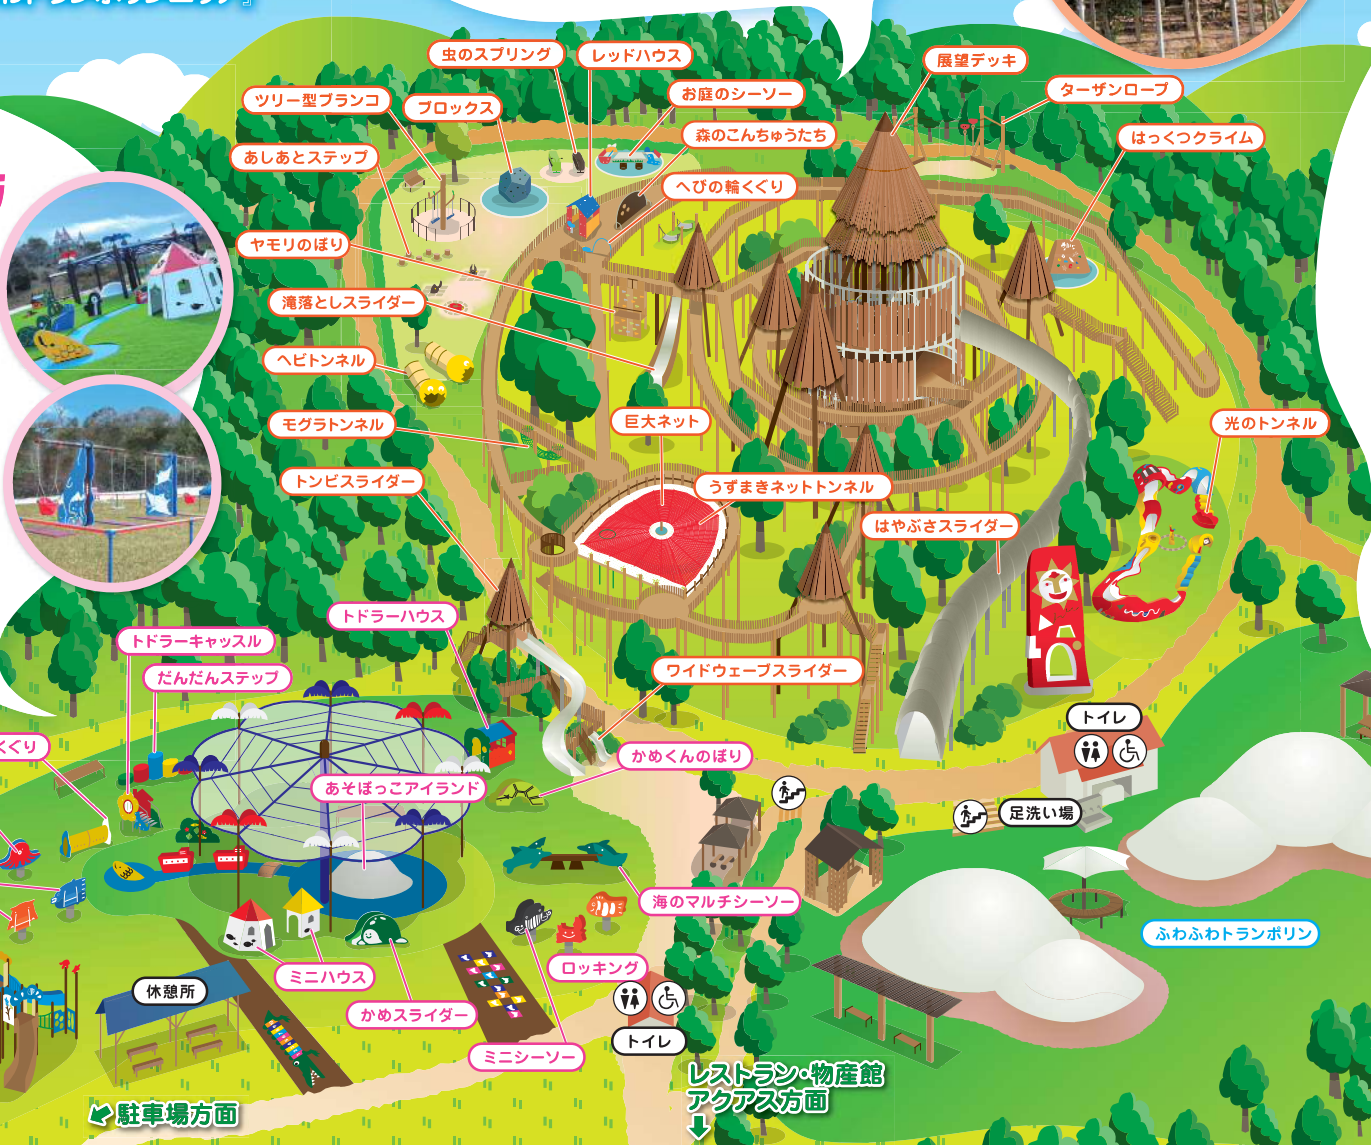 虫のスプリング
レッドハウス
展望デッキ
ツリー型ブランコ
ブロックス
お庭のシーソー
ターザンロープ
あしあとステップ
森のこんちゅうたち
はっくつクライム
へびの輪くぐり
ヤモリのぼり
滝落としスライダー
ヘビトンネル
モグラトンネル
巨大ネット
光のトンネル
トンビスライダー
うずまきネットトンネル
はやぶさスライダー
トドラーハウス
トドラーキャッスル
だんだんステップ
ワイドウェーブスライダー
トイレ
くぐり
かめくんのぼり
あそぼっこアイランド
足洗い場
海のマルチシーソー
ふわふわトランポリン
ミニハウス
ロッキング
休憩所
かめスライダー
トイレ
ミニシーソー
レストラン・物産館
アクアス方面
駐車場方面